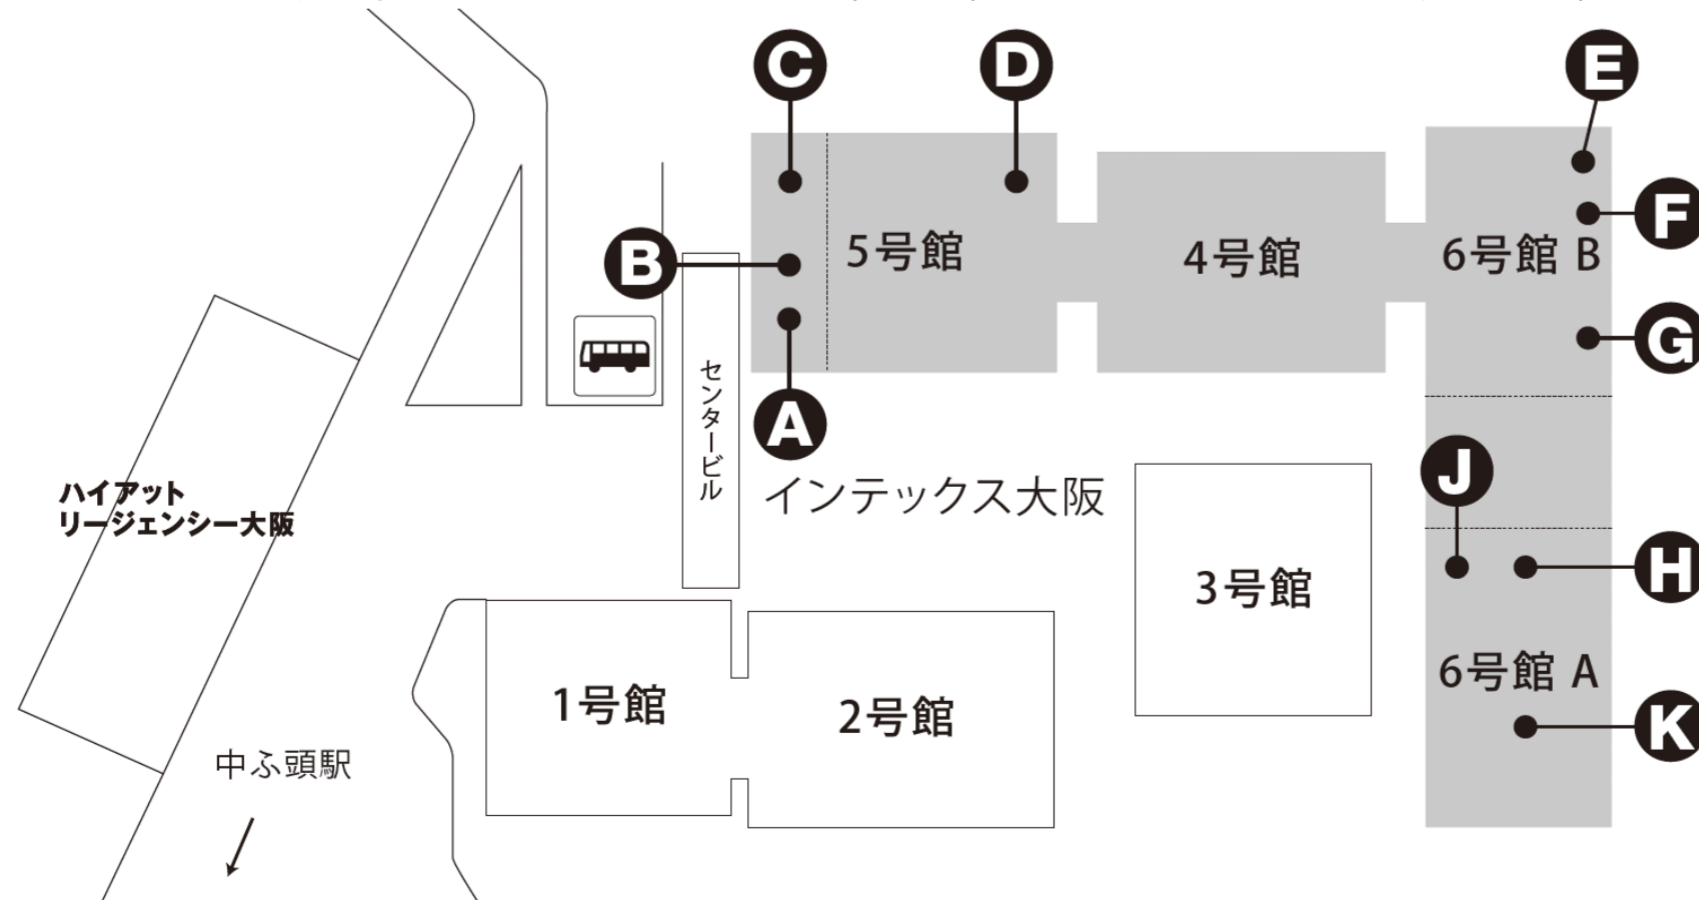 C
D
E
F
B
5号館
4号館
6号館 B
G
センタービル
A
J
ハイアット
リージェンシー大阪
インテックス大阪
3号館
H
1号館
2号館
6号館 A
K
中ふ頭駅